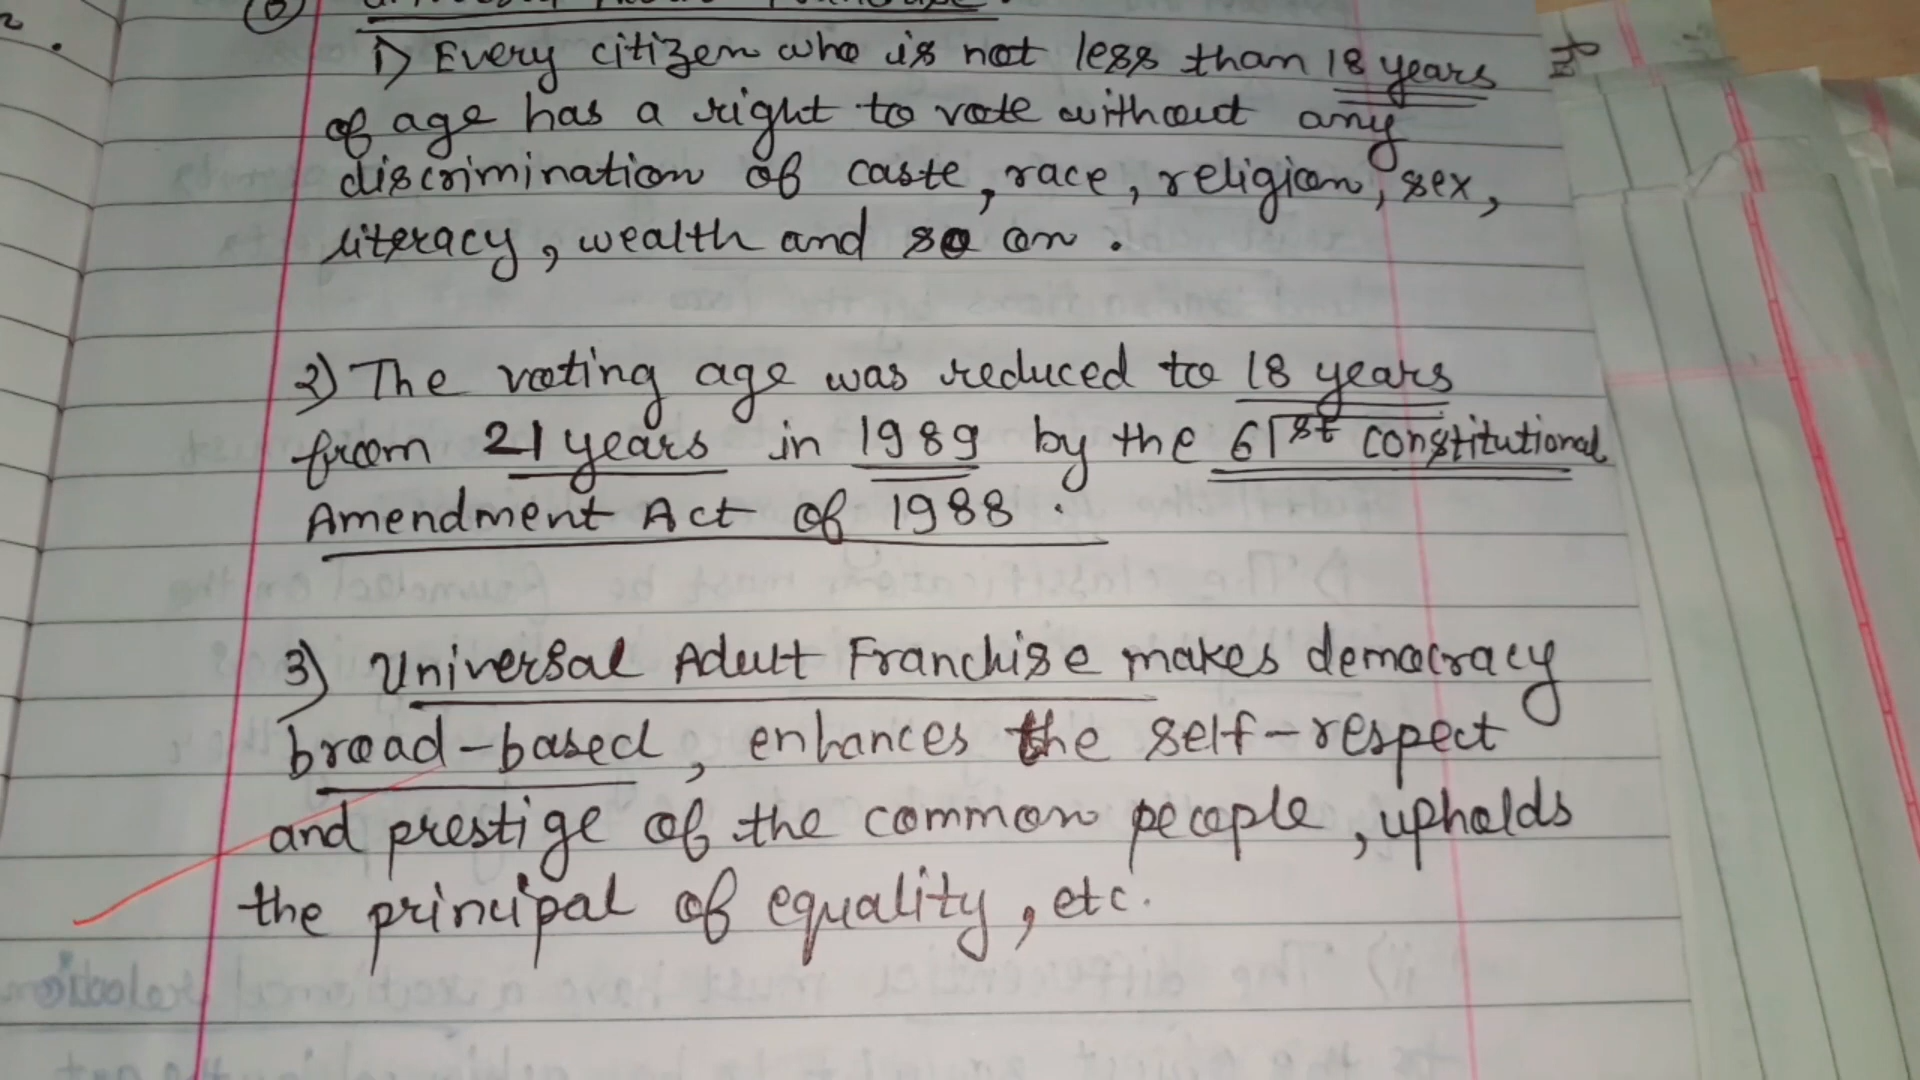 1) Every citizen who is not less than 18 years
of age has a right to vote without any
discrimination of caste, race, religion, sex,
literacy, wealth and so on.
2) The voting age was reduced to 18 years
from 21 years in 1989 by the 61st constitutional
Amendment Act of 1988.
3) Universal Adult Franchise makes democracy
broad-based, enhances the self-respect
and prestige of the common people, upholds
the principal of equality, etc.